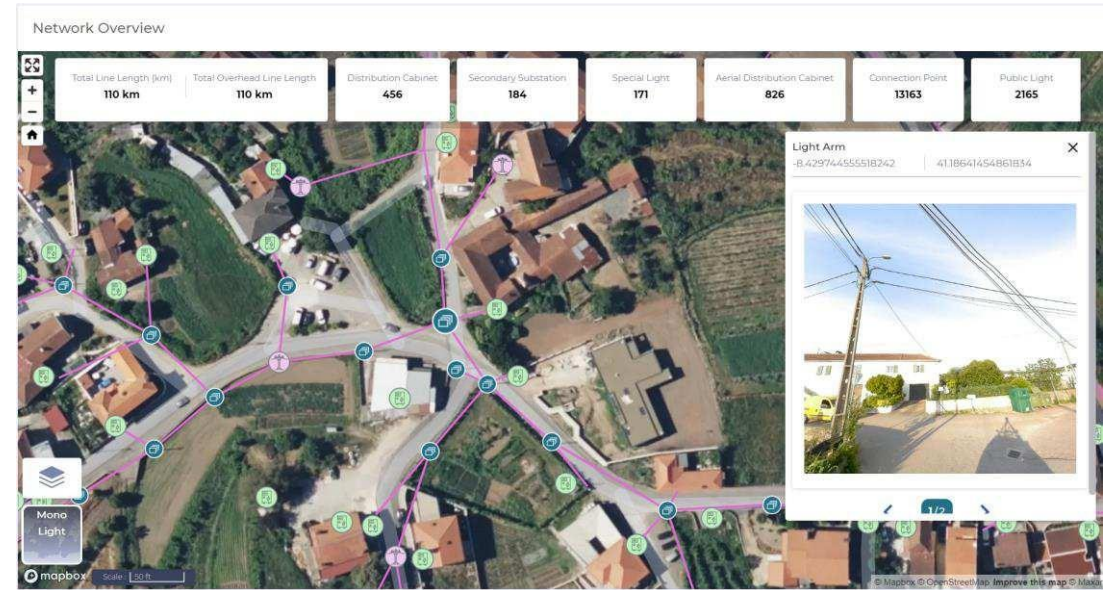 Network Overview
Total Line Length (km)
110 km
Total Overhead Line Length
110 km
Distribution Cabinet
456
Secondary Substation
184
Special Light
171
Aerial Distribution Cabinet
826
Connection Point
13163
Public Light
2165
+
−
Light Arm
-8.429744555518242
41.18641454861834
1/2
Mono
Light
mapbox
Scale : 50 ft
© Mapbox © OpenStreetMap Improve this map © Maxar